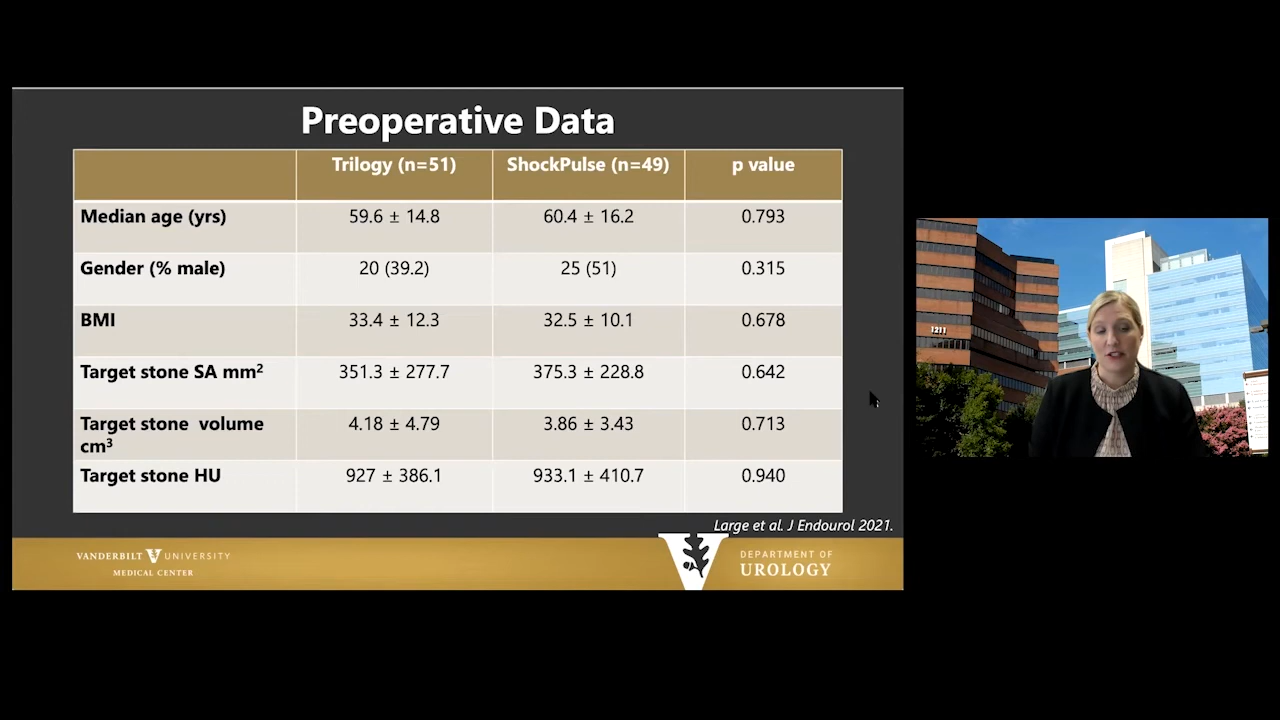 Preoperative Data
Trilogy (n=51) ShockPulse (n=49) p value
Median age (yrs) 59.6 ± 14.8 60.4 ± 16.2 0.793
Gender (% male) 20 (39.2) 25 (51) 0.315
BMI 33.4 ± 12.3 32.5 ± 10.1 0.678
Target stone SA mm² 351.3 ± 277.7 375.3 ± 228.8 0.642
Target stone volume 4.18 ± 4.79 3.86 ± 3.43 0.713
cm³
Target stone HU 927 ± 386.1 933.1 ± 410.7 0.940
Large et al. J Endourol 2021.
VANDERBILT V UNIVERSITY
MEDICAL CENTER
DEPARTMENT OF
UROLOGY
1211